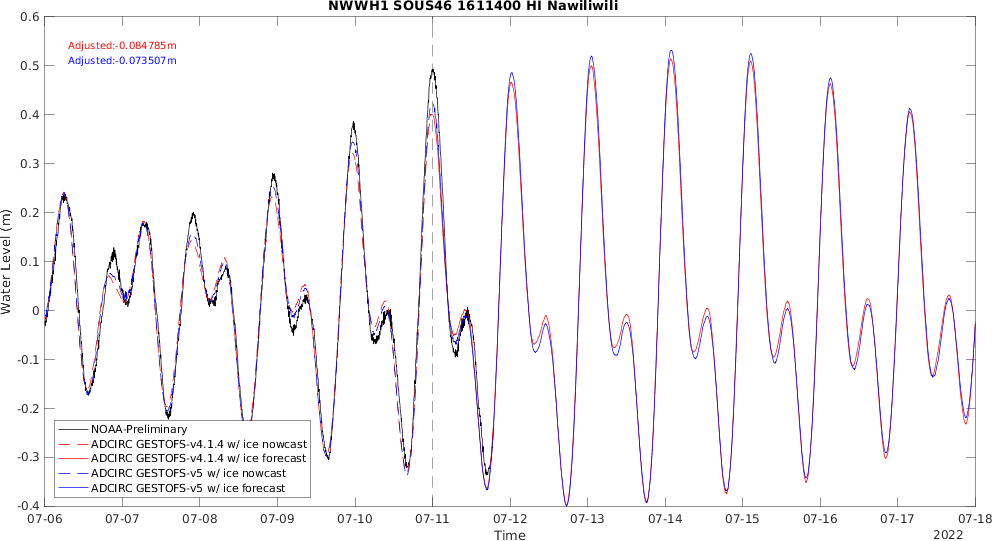 NWWH1 SOUS46 1611400 HI Nawiliwili
Adjusted:-0.084785m
Adjusted:-0.073507m
0.6
0.5
0.4
0.3
0.2
0.1
0
-0.1
-0.2
-0.3
-0.4
Water Level (m)
NOAA-Preliminary
ADCIRC GESTOFS-v4.1.4 w/ ice nowcast
ADCIRC GESTOFS-v4.1.4 w/ ice forecast
ADCIRC GESTOFS-v5 w/ ice nowcast
ADCIRC GESTOFS-v5 w/ ice forecast
07-06 07-07 07-08 07-09 07-10 07-11 07-12 07-13 07-14 07-15 07-16 07-17 07-18
Time
2022